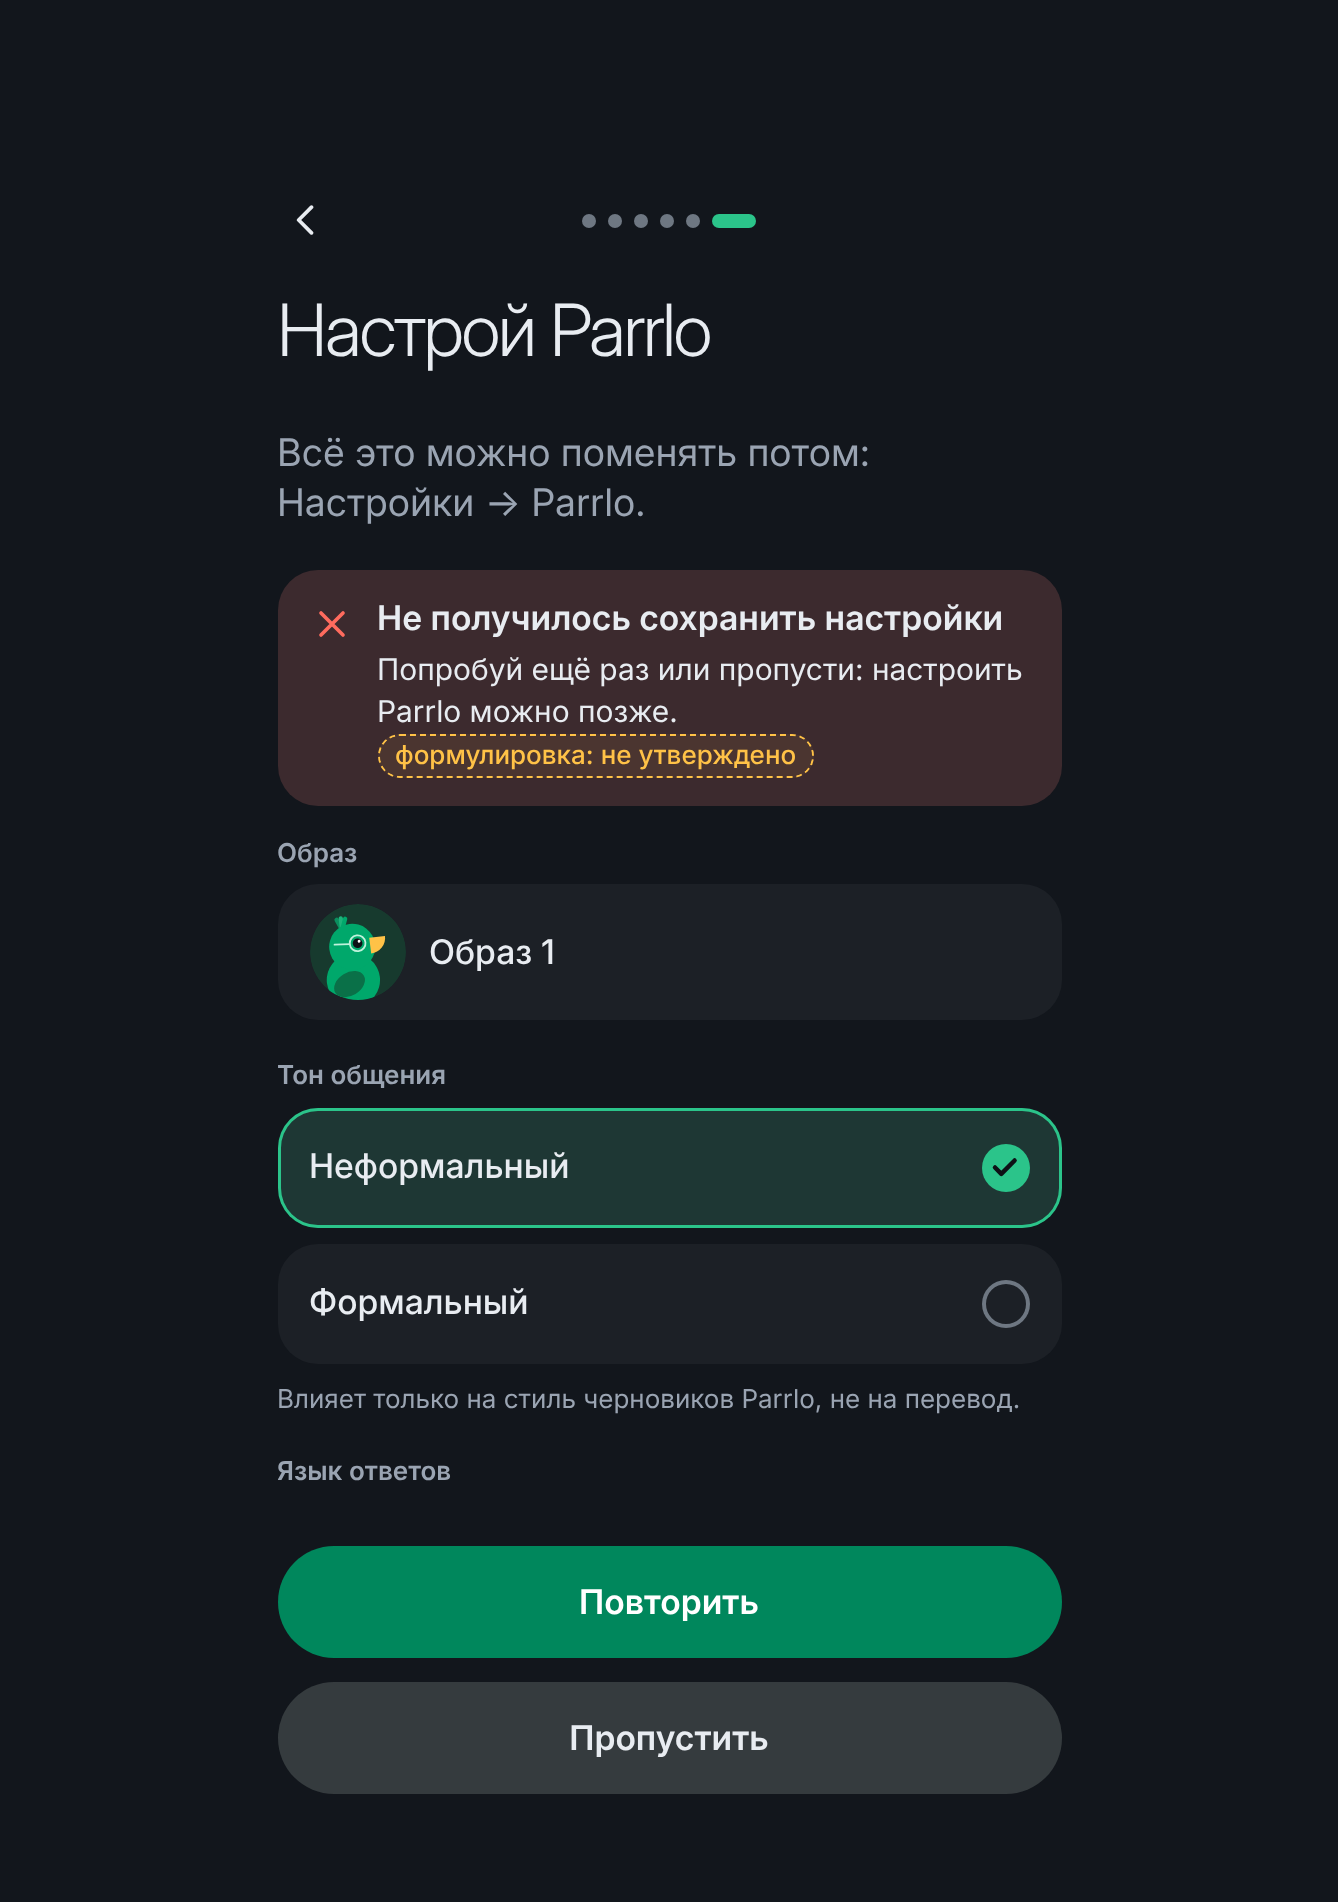 Настрой Parrlo
Всё это можно поменять потом:
Настройки → Parrlo.
Не получилось сохранить настройки
Попробуй ещё раз или пропусти: настроить
Parrlo можно позже.
формулировка: не утверждено
Образ
Образ 1
Тон общения
Неформальный
Формальный
Влияет только на стиль черновиков Parrlo, не на перевод.
Язык ответов
Повторить
Пропустить